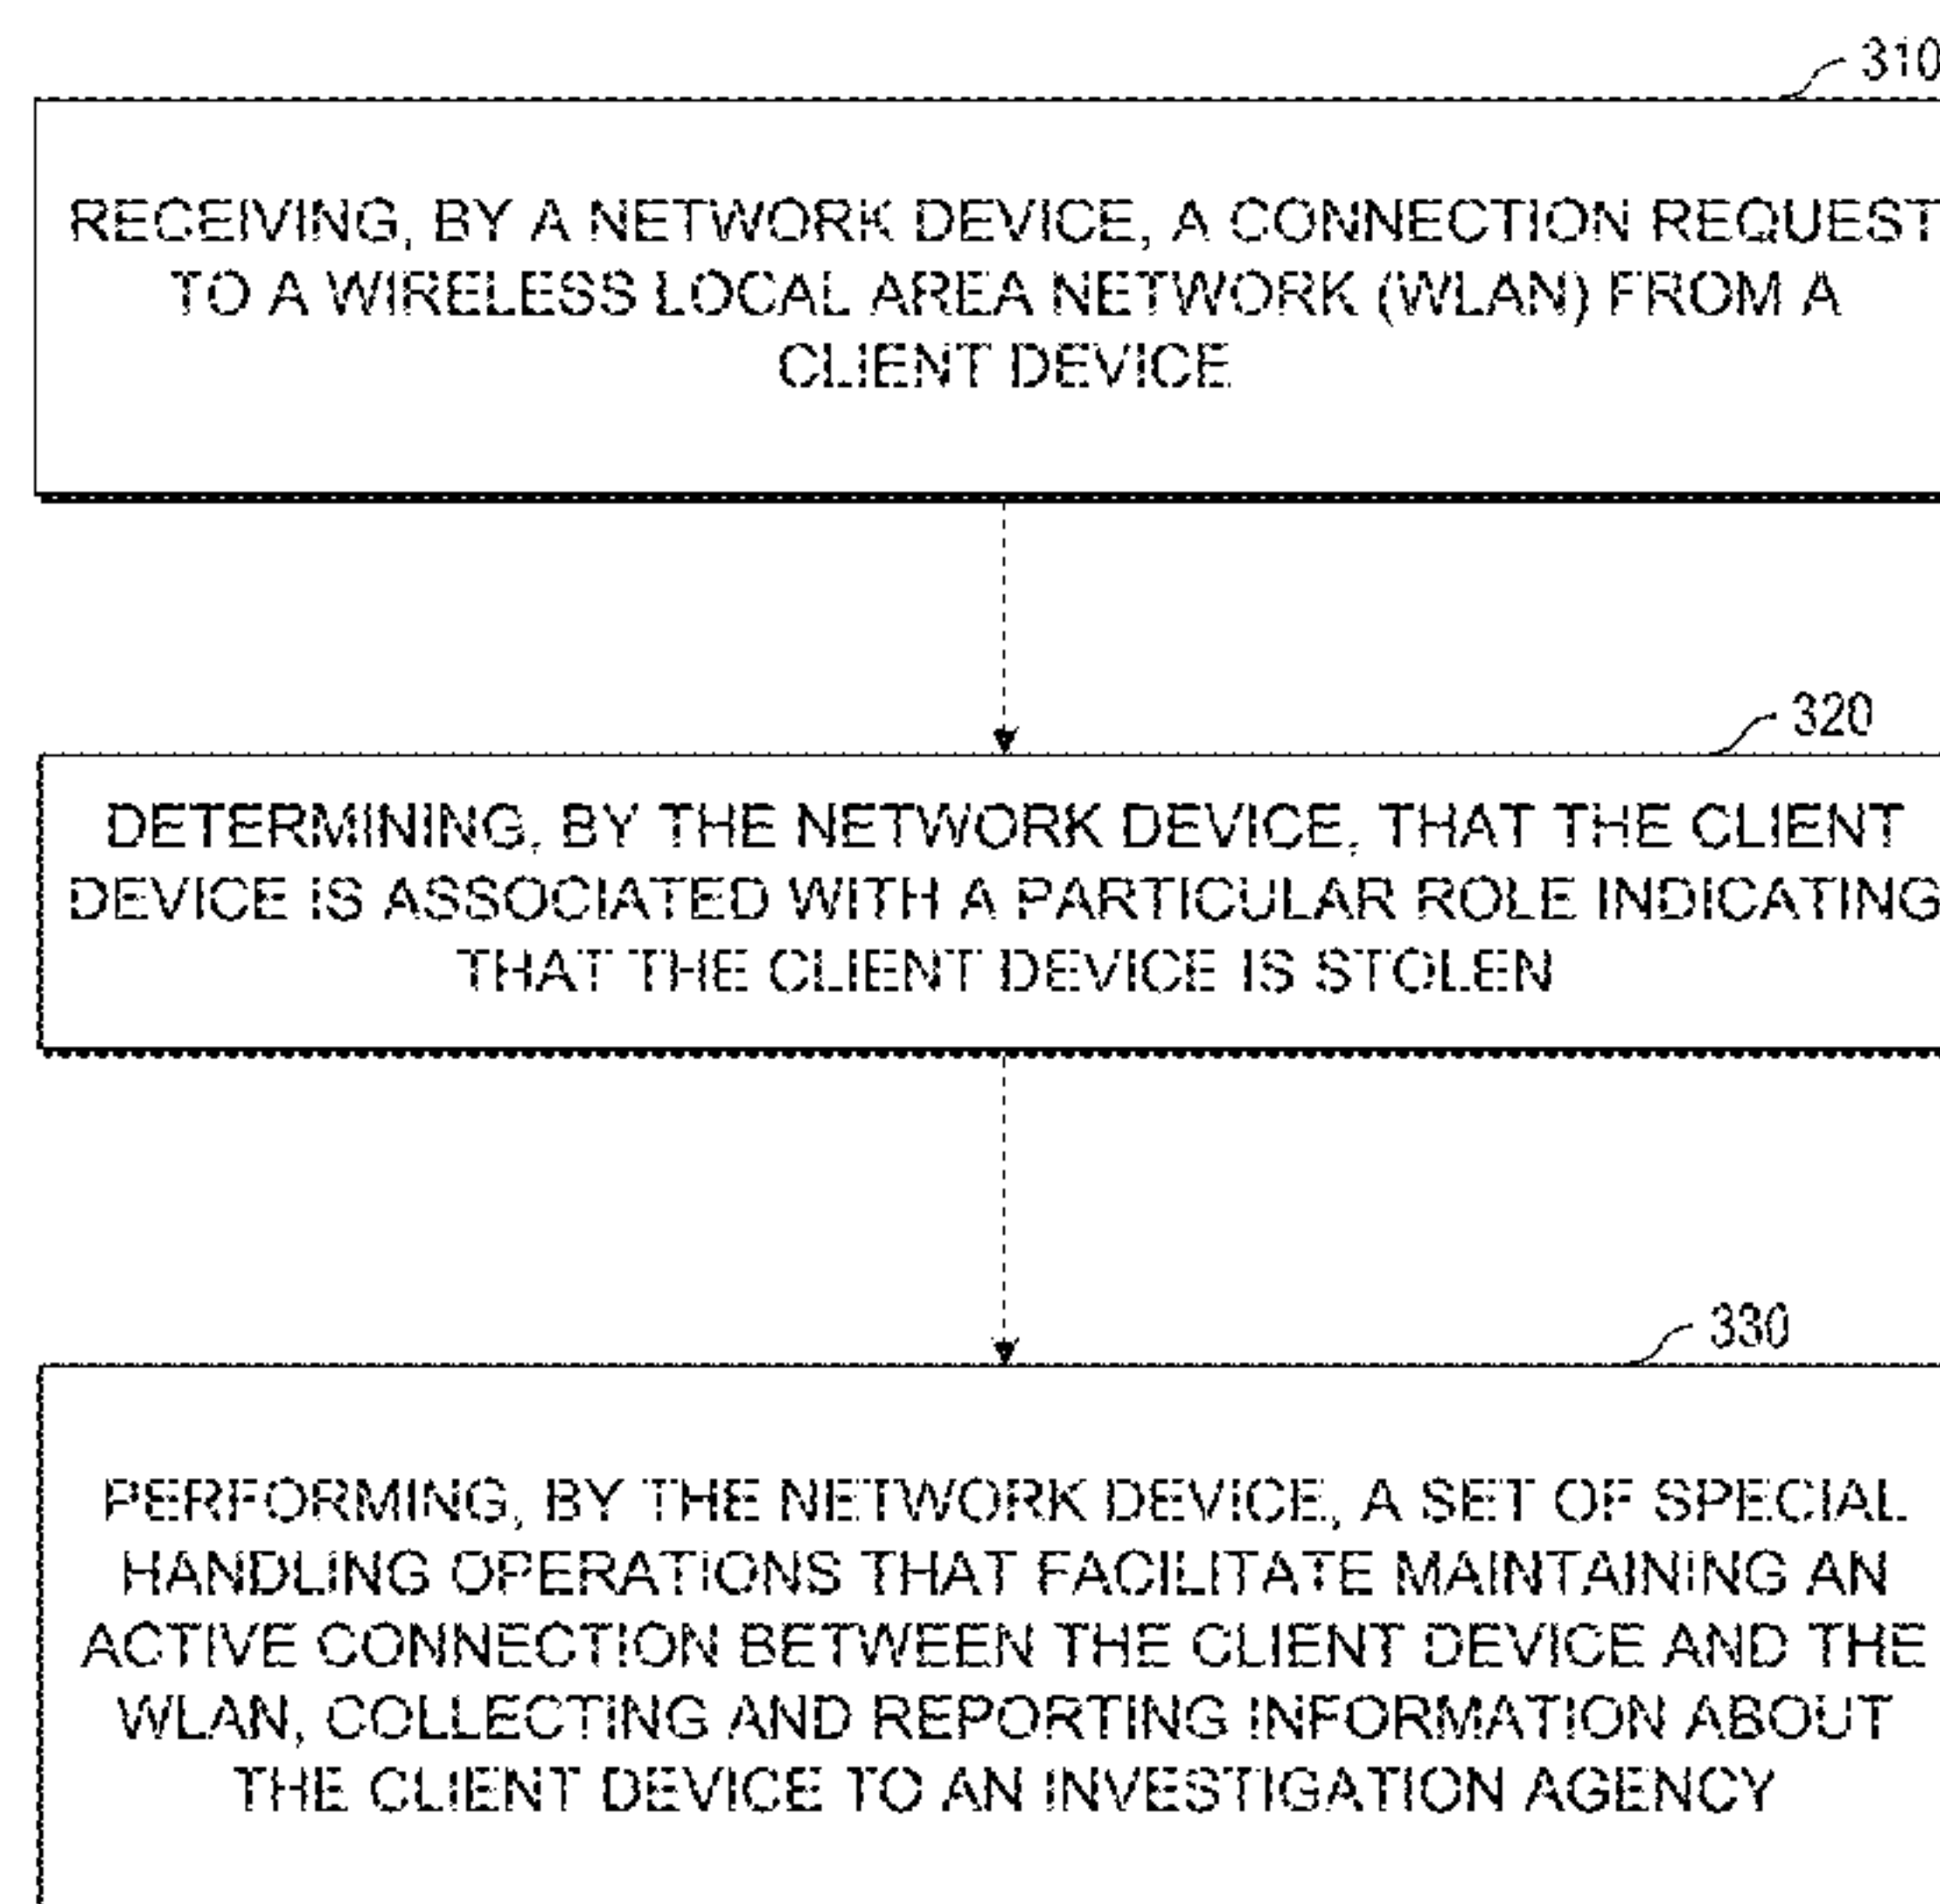 310
RECEIVING, BY A NETWORK DEVICE, A CONNECTION REQUEST
TO A WIRELESS LOCAL AREA NETWORK (WLAN) FROM A
CLIENT DEVICE
320
DETERMINING, BY THE NETWORK DEVICE, THAT THE CLIENT
DEVICE IS ASSOCIATED WITH A PARTICULAR ROLE INDICATING
THAT THE CLIENT DEVICE IS STOLEN
330
PERFORMING, BY THE NETWORK DEVICE, A SET OF SPECIAL
HANDLING OPERATIONS THAT FACILITATE MAINTAINING AN
ACTIVE CONNECTION BETWEEN THE CLIENT DEVICE AND THE
WLAN, COLLECTING AND REPORTING INFORMATION ABOUT
THE CLIENT DEVICE TO AN INVESTIGATION AGENCY